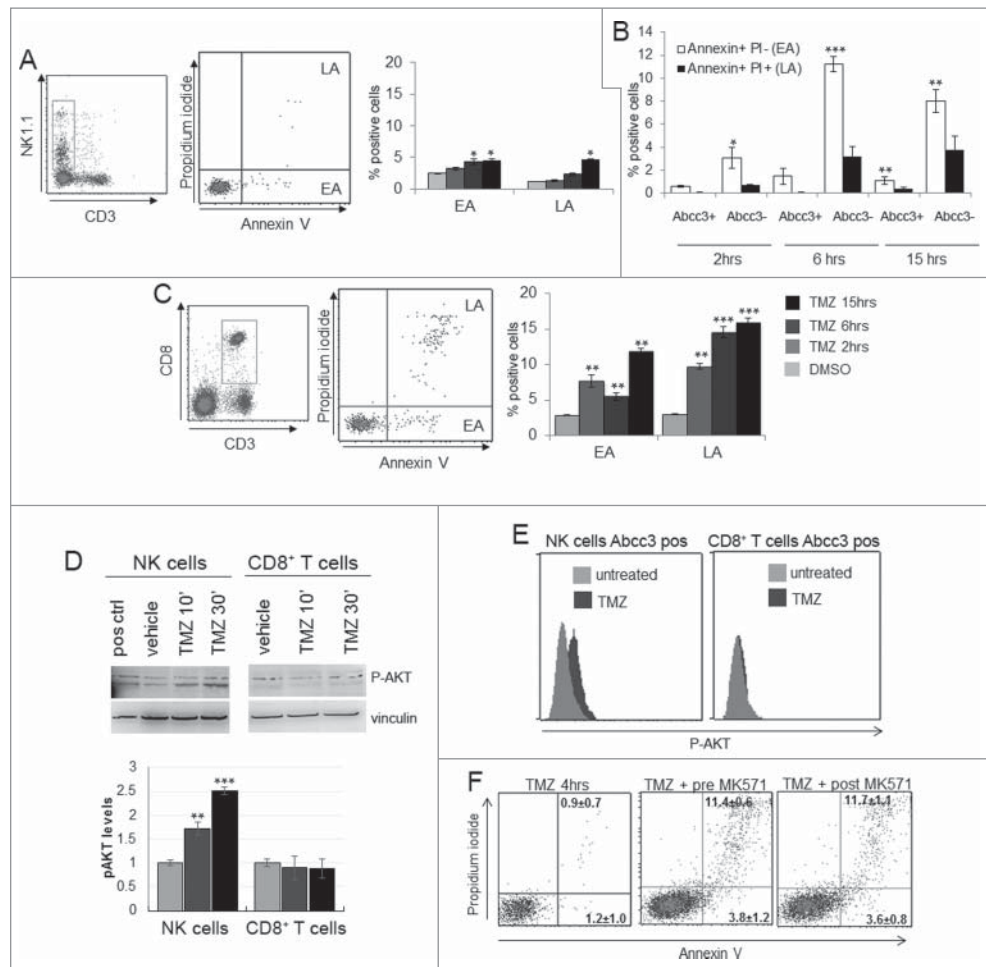 A
NK1.1
CD3
Propidium iodide
LA
EA
Annexin V
% positive cells
20
15
10
5
0
* *
*
EA LA
B
Annexin+ PI- (EA)
Annexin+ PI+ (LA)
% positive cells
14
12
10
8
6
4
2
0
*
***
**
**
Abcc3+ Abcc3- Abcc3+ Abcc3- Abcc3+ Abcc3-
2hrs 6 hrs 15 hrs
C
CD8
CD3
Propidium iodide
LA
EA
Annexin V
% positive cells
20
15
10
5
0
** ** **
** *** ***
EA LA
TMZ 15hrs
TMZ 6hrs
TMZ 2hrs
DMSO
D
NK cells CD8+ T cells
pos ctrl
vehicle
TMZ 10'
TMZ 30'
vehicle
TMZ 10'
TMZ 30'
P-AKT
vinculin
pAKT levels
3
2.5
2
1.5
1
0.5
0
**
***
NK cells CD8+ T cells
E
NK cells Abcc3 pos
untreated
TMZ
CD8+ T cells Abcc3 pos
untreated
TMZ
P-AKT
F
TMZ 4hrs TMZ + pre MK571 TMZ + post MK571
Propidium iodide
0.9±0.7 11.4±0.6 11.7±1.1
1.2±1.0 3.8±1.2 3.6±0.8
Annexin V